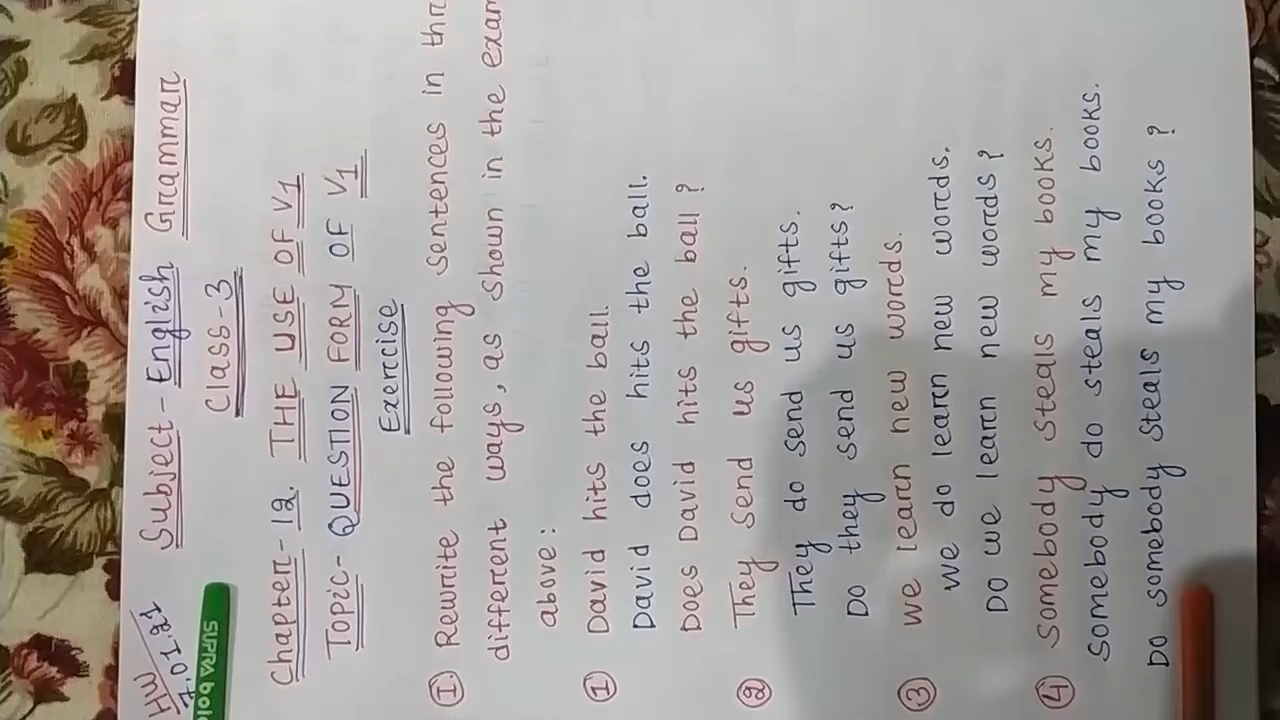 HW
7.01.21
Subject - English Grammar
Class-3
SUPRA bol
Chapter-12. THE USE OF V1
Topic- QUESTION FORM OF V1
Exercise
I. Rewrite the following sentences in thr
different ways, as shown in the exam
above:
1 David hits the ball.
David does hits the ball.
Does David hits the ball?
2 They send us gifts.
They do send us gifts.
Do they send us gifts?
3 We learn new words.
We do learn new words.
Do we learn new words?
4 Somebody steals my books.
Somebody do steals my books.
Do somebody steals my books?